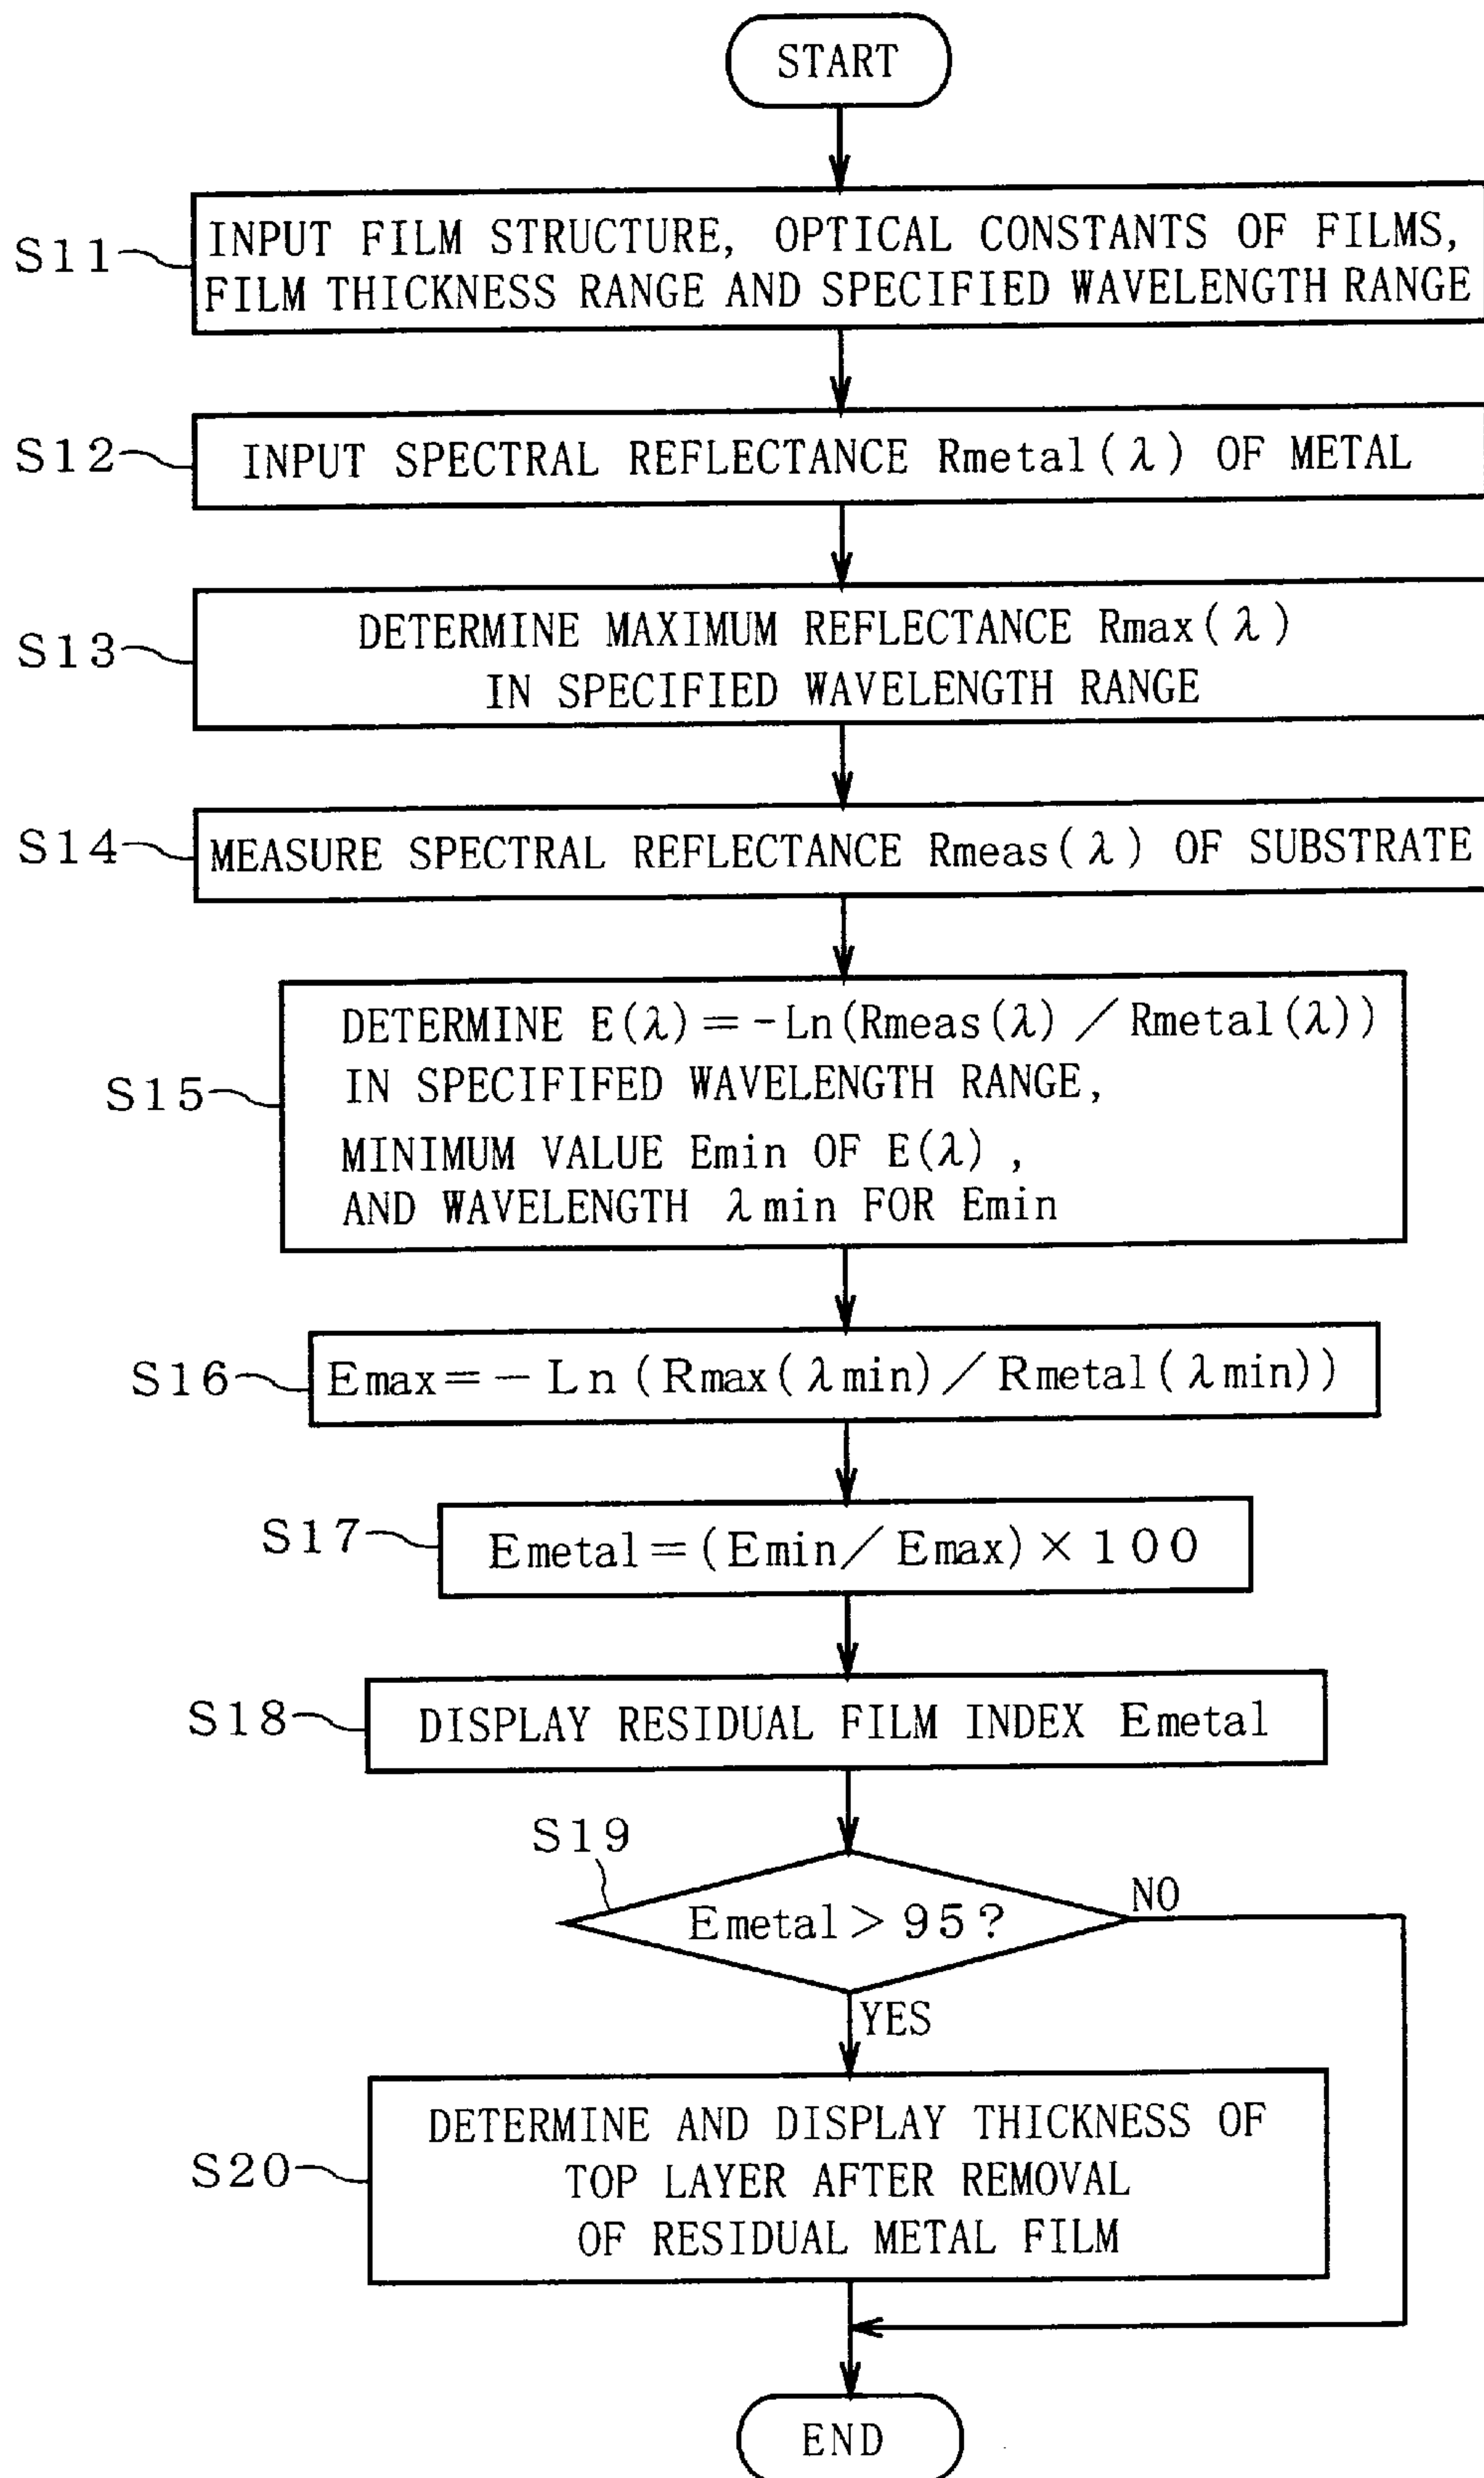 START
S11
INPUT FILM STRUCTURE, OPTICAL CONSTANTS OF FILMS,
FILM THICKNESS RANGE AND SPECIFIED WAVELENGTH RANGE
S12
INPUT SPECTRAL REFLECTANCE Rmetal(λ) OF METAL
S13
DETERMINE MAXIMUM REFLECTANCE Rmax(λ)
IN SPECIFIED WAVELENGTH RANGE
S14
MEASURE SPECTRAL REFLECTANCE Rmeas(λ) OF SUBSTRATE
S15
DETERMINE E(λ)=-Ln(Rmeas(λ)/Rmetal(λ))
IN SPECIFIFED WAVELENGTH RANGE,
MINIMUM VALUE Emin OF E(λ),
AND WAVELENGTH λmin FOR Emin
S16
Emax=-Ln(Rmax(λmin)/Rmetal(λmin))
S17
Emetal=(Emin/Emax)×100
S18
DISPLAY RESIDUAL FILM INDEX Emetal
S19
Emetal>95?
NO
YES
S20
DETERMINE AND DISPLAY THICKNESS OF
TOP LAYER AFTER REMOVAL
OF RESIDUAL METAL FILM
END